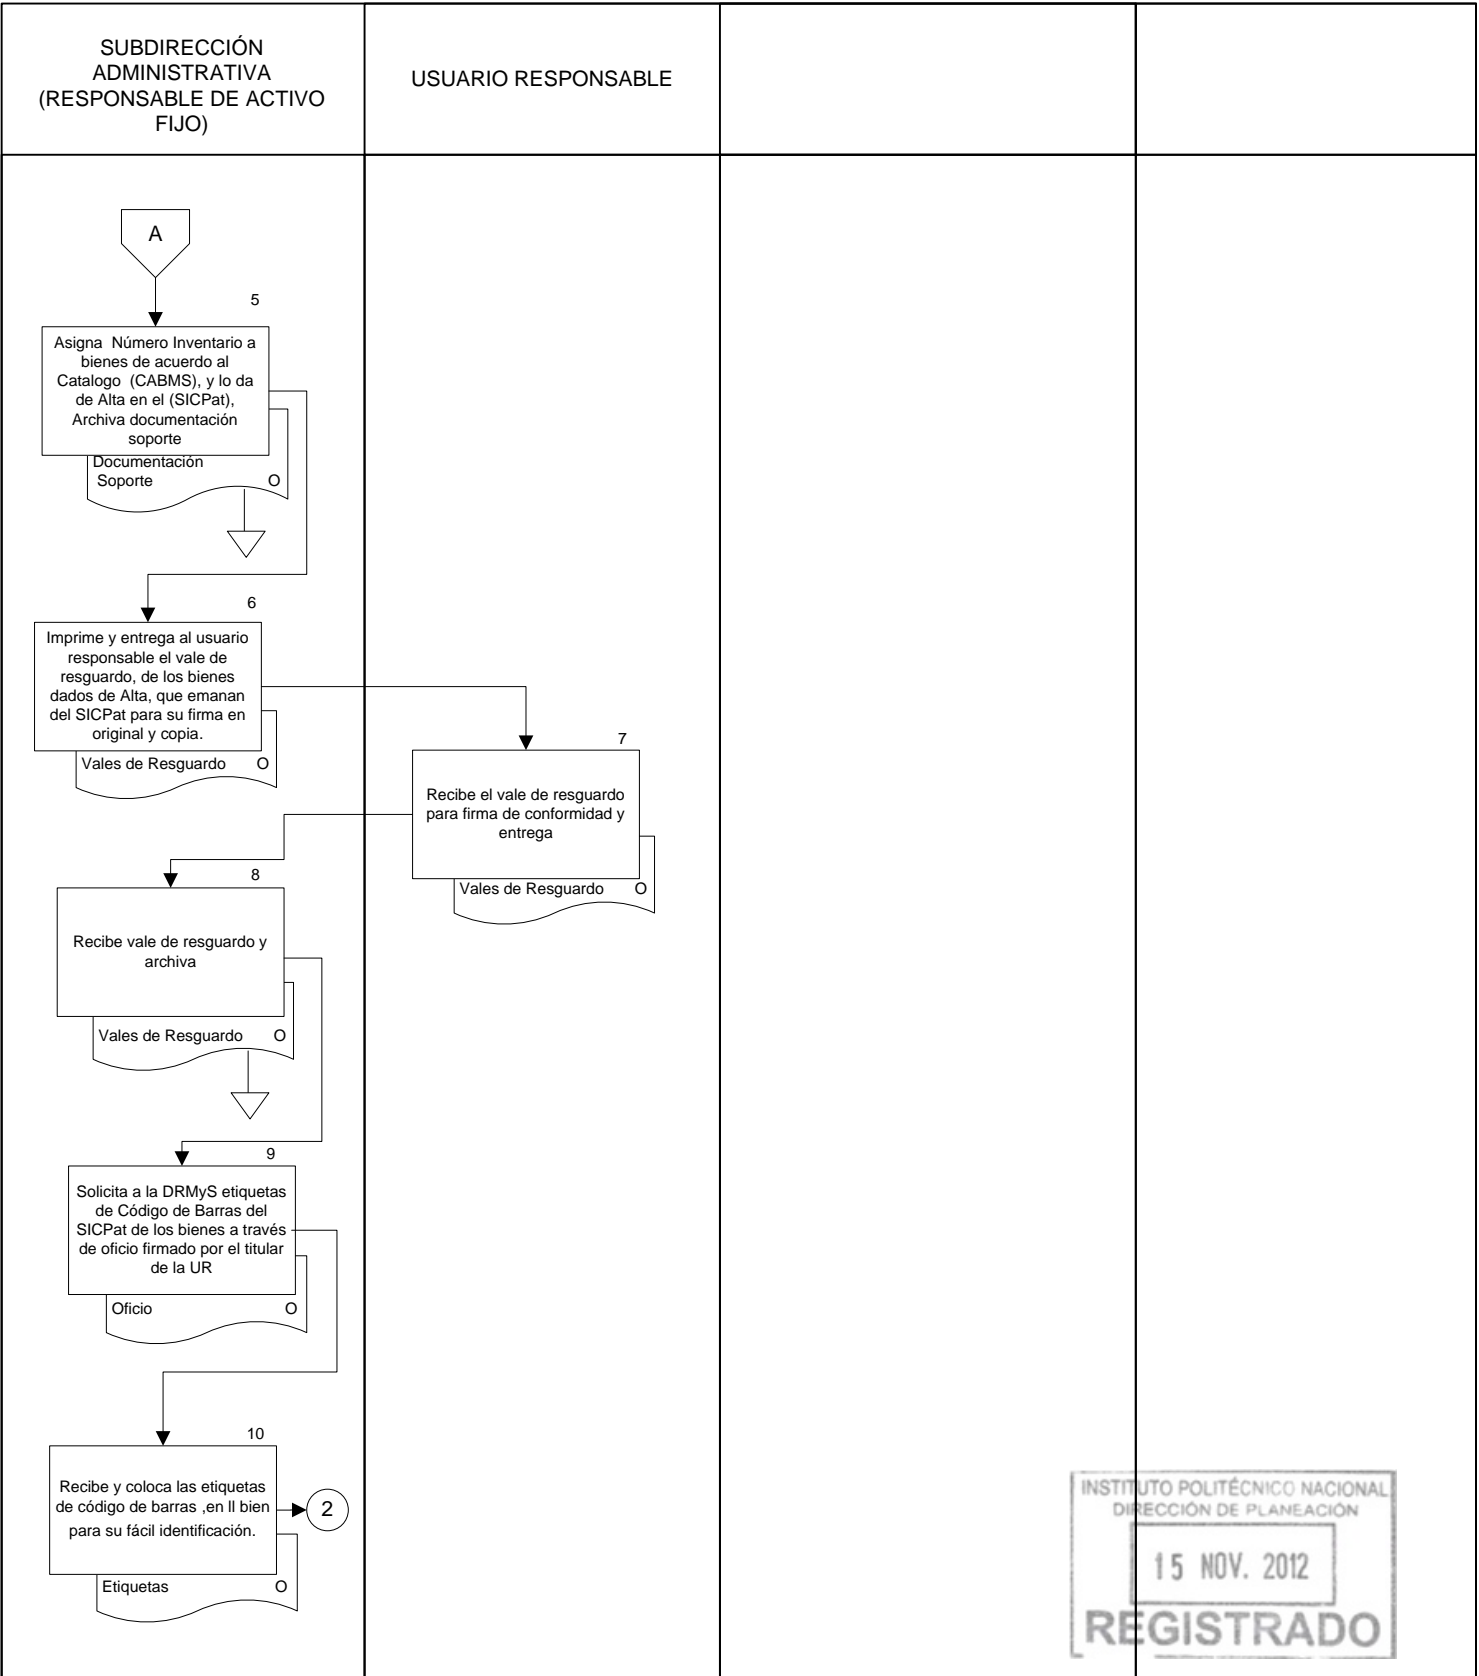 SUBDIRECCIÓN
ADMINISTRATIVA
(RESPONSABLE DE ACTIVO
FIJO)
USUARIO RESPONSABLE
A
5
Asigna Número Inventario a
bienes de acuerdo al
Catalogo (CABMS), y lo da
de Alta en el (SICPat),
Archiva documentación
soporte
Documentación
Soporte O
6
Imprime y entrega al usuario
responsable el vale de
resguardo, de los bienes
dados de Alta, que emanan
del SICPat para su firma en
original y copia.
Vales de Resguardo O
7
Recibe el vale de resguardo
para firma de conformidad y
entrega
Vales de Resguardo O
8
Recibe vale de resguardo y
archiva
Vales de Resguardo O
9
Solicita a la DRMyS etiquetas
de Código de Barras del
SICPat de los bienes a través
de oficio firmado por el titular
de la UR
Oficio O
10
Recibe y coloca las etiquetas
de código de barras ,en ll bien
para su fácil identificación.
2
Etiquetas O
INSTITUTO POLITÉCNICO NACIONAL
DIRECCIÓN DE PLANEACIÓN
15 NOV. 2012
REGISTRADO